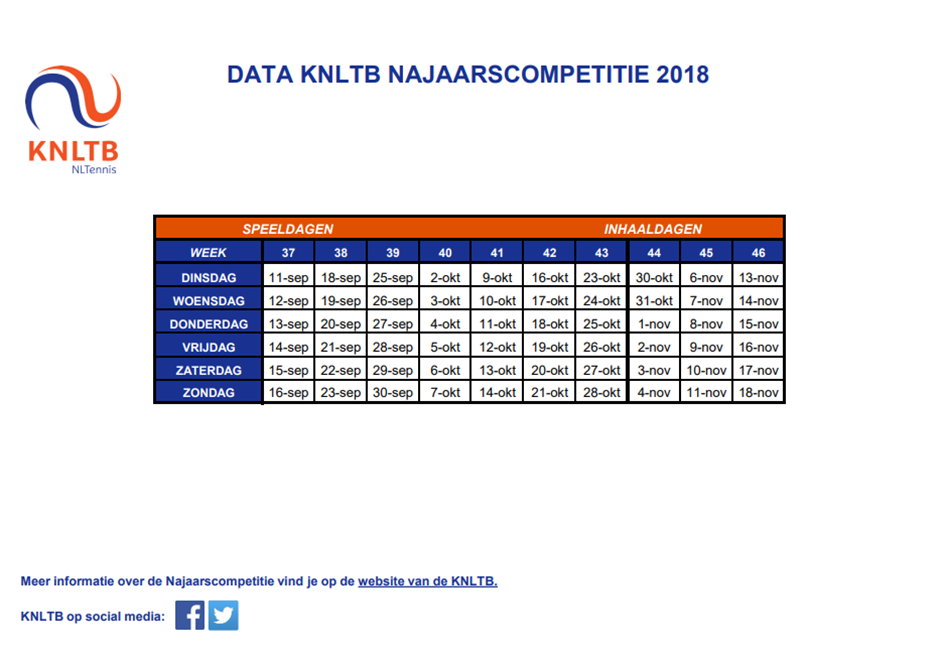 DATA KNLTB NAJAARSCOMPETITIE 2018
KNLTB
NLTennis
SPEELDAGEN INHAALDAGEN
WEEK 37 38 39 40 41 42 43 44 45 46
DINSDAG 11-sep 18-sep 25-sep 2-okt 9-okt 16-okt 23-okt 30-okt 6-nov 13-nov
WOENSDAG 12-sep 19-sep 26-sep 3-okt 10-okt 17-okt 24-okt 31-okt 7-nov 14-nov
DONDERDAG 13-sep 20-sep 27-sep 4-okt 11-okt 18-okt 25-okt 1-nov 8-nov 15-nov
VRIJDAG 14-sep 21-sep 28-sep 5-okt 12-okt 19-okt 26-okt 2-nov 9-nov 16-nov
ZATERDAG 15-sep 22-sep 29-sep 6-okt 13-okt 20-okt 27-okt 3-nov 10-nov 17-nov
ZONDAG 16-sep 23-sep 30-sep 7-okt 14-okt 21-okt 28-okt 4-nov 11-nov 18-nov
Meer informatie over de Najaarscompetitie vind je op de website van de KNLTB.
KNLTB op social media: